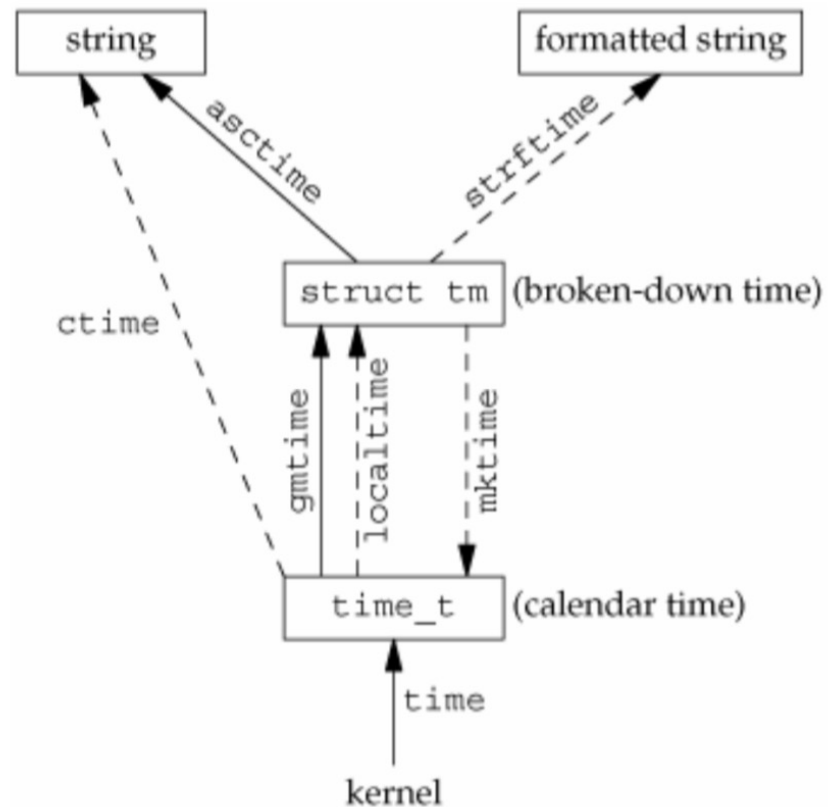 string
formatted string
asctime
strftime
struct tm (broken-down time)
ctime
gmtime
localtime
mktime
time_t (calendar time)
time
kernel